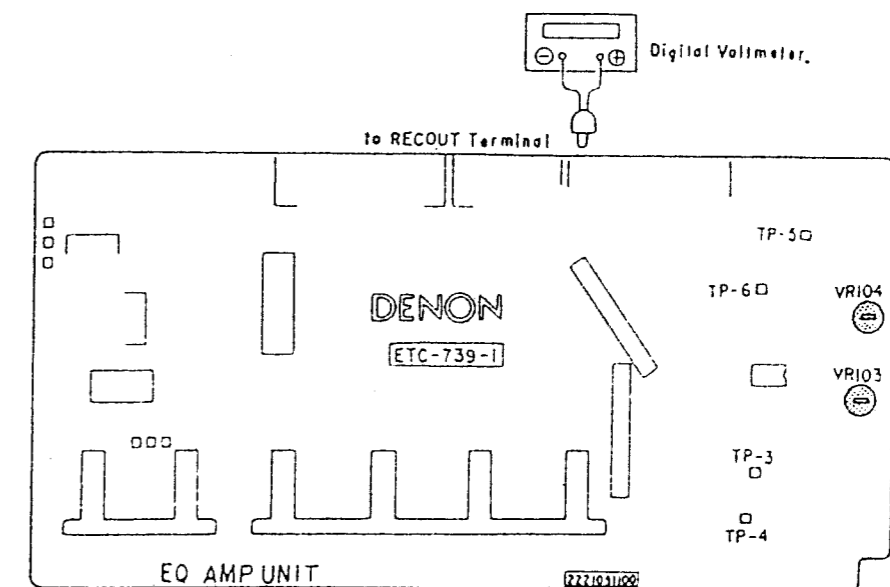 ⊖ ⊕ Digital Voltmeter.
to RECOUT Terminal
TP-5
TP-6
VR104
DENON
ETC-739-1
VR103
TP-3
TP-4
EQ AMP UNIT